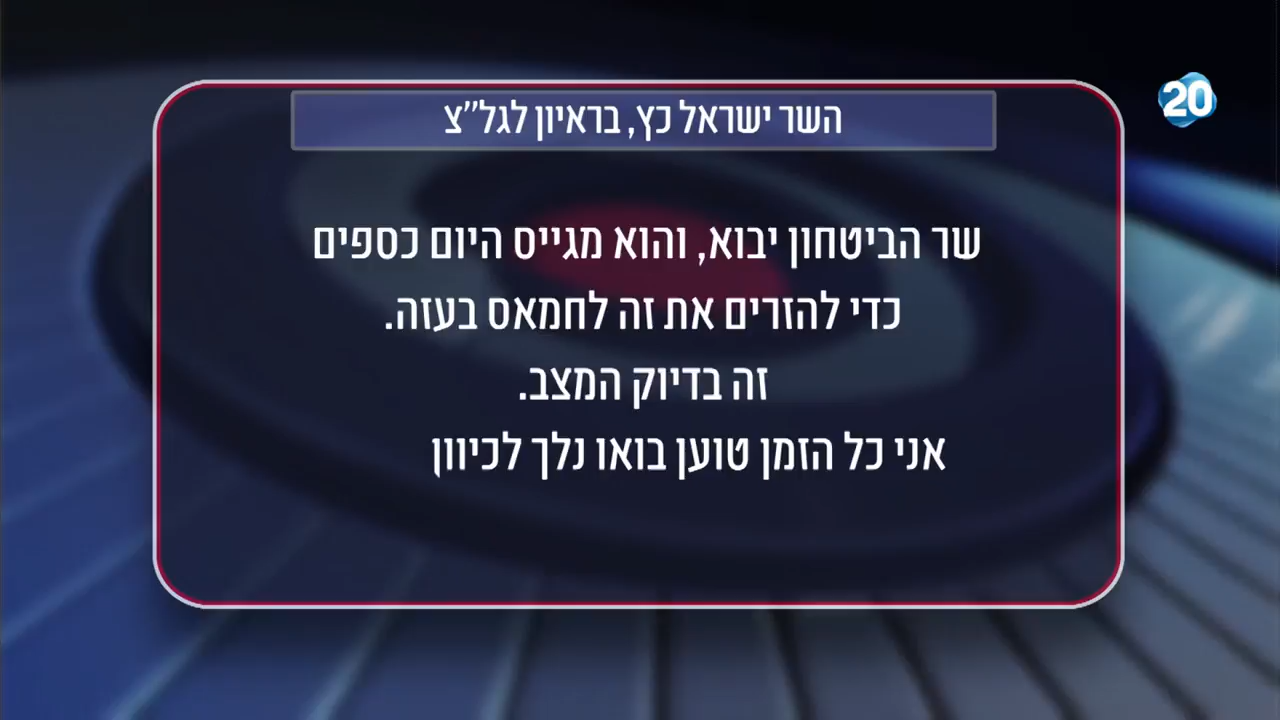 20
השר ישראל כץ, בראיון לגל"צ
שר הביטחון יבוא, והוא מגייס היום כספים
כדי להזרים את זה לחמאס בעזה.
זה בדיוק המצב.
אני כל הזמן טוען בואו נלך לכיוון